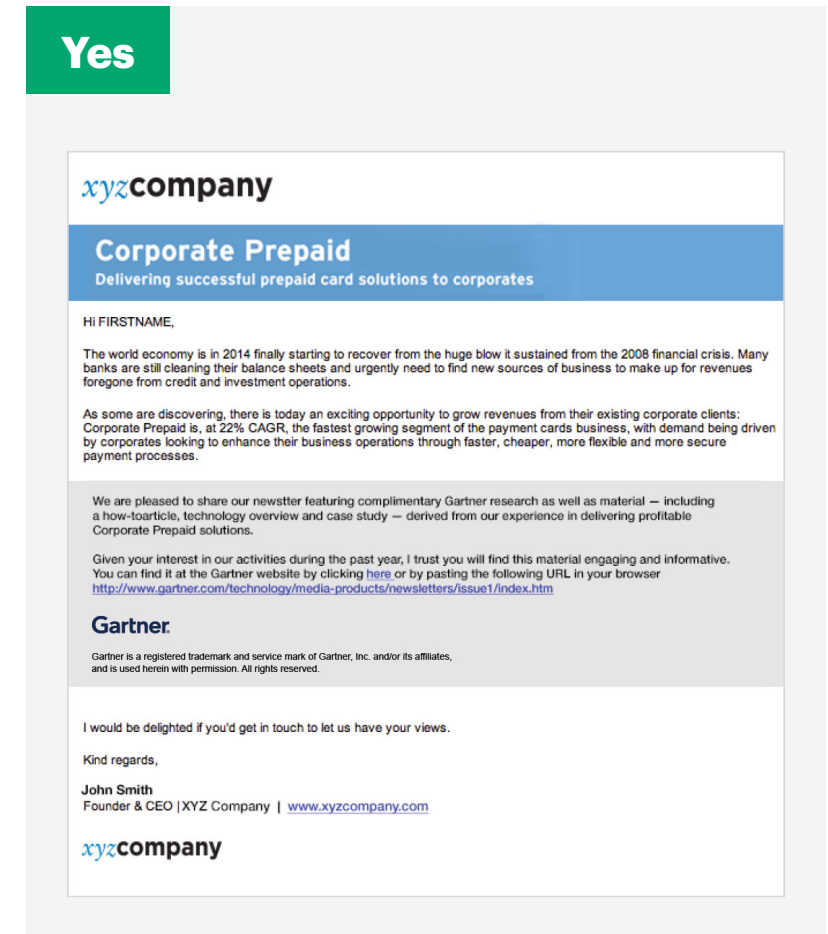 Yes
xyzcompany
Corporate Prepaid
Delivering successful prepaid card solutions to corporates
Hi FIRSTNAME,
The world economy is in 2014 finally starting to recover from the huge blow it sustained from the 2008 financial crisis. Many
banks are still cleaning their balance sheets and urgently need to find new sources of business to make up for revenues
foregone from credit and investment operations.
As some are discovering, there is today an exciting opportunity to grow revenues from their existing corporate clients:
Corporate Prepaid is, at 22% CAGR, the fastest growing segment of the payment cards business, with demand being driven
by corporates looking to enhance their business operations through faster, cheaper, more flexible and more secure
payment processes.
We are pleased to share our newstter featuring complimentary Gartner research as well as material — including
a how-toarticle, technology overview and case study — derived from our experience in delivering profitable
Corporate Prepaid solutions.
Given your interest in our activities during the past year, I trust you will find this material engaging and informative.
You can find it at the Gartner website by clicking here or by pasting the following URL in your browser
http://www.gartner.com/technology/media-products/newsletters/issue1/index.htm
Gartner®
Gartner is a registered trademark and service mark of Gartner, Inc. and/or its affiliates,
and is used herein with permission. All rights reserved.
I would be delighted if you'd get in touch to let us have your views.
Kind regards,
John Smith
Founder & CEO | XYZ Company | www.xyzcompany.com
xyzcompany